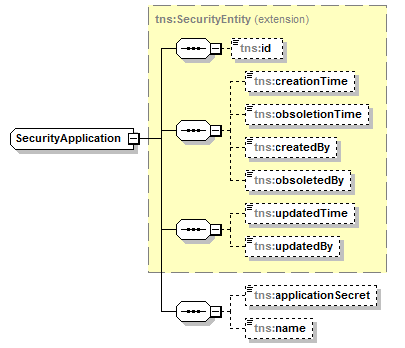 tns:SecurityEntity (extension)
tns:id
tns:creationTime
tns:obsoletionTime
tns:createdBy
tns:obsoletedBy
SecurityApplication
tns:updatedTime
tns:updatedBy
tns:applicationSecret
tns:name